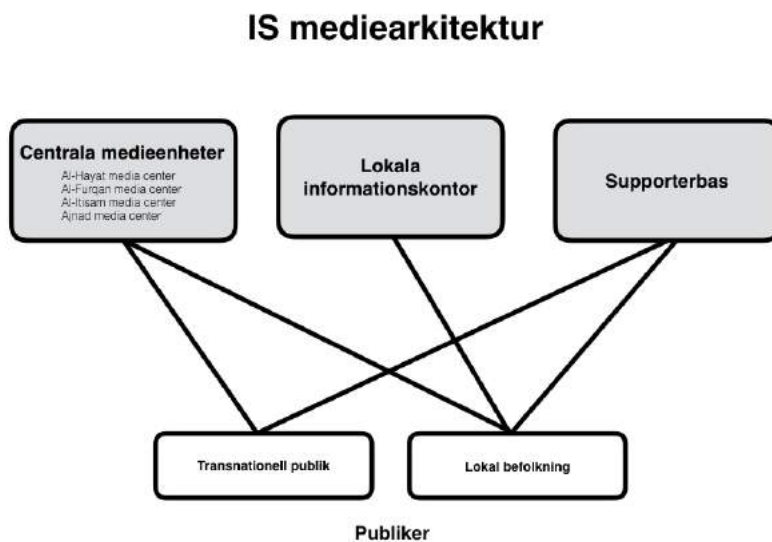 IS mediearkitektur
Centrala medieenheter
Al-Hayat media center
Al-Furqan media center
Al-Itisam media center
Ajnad media center
Lokala
informationskontor
Supporterbas
Transnationell publik
Lokal befolkning
Publiker